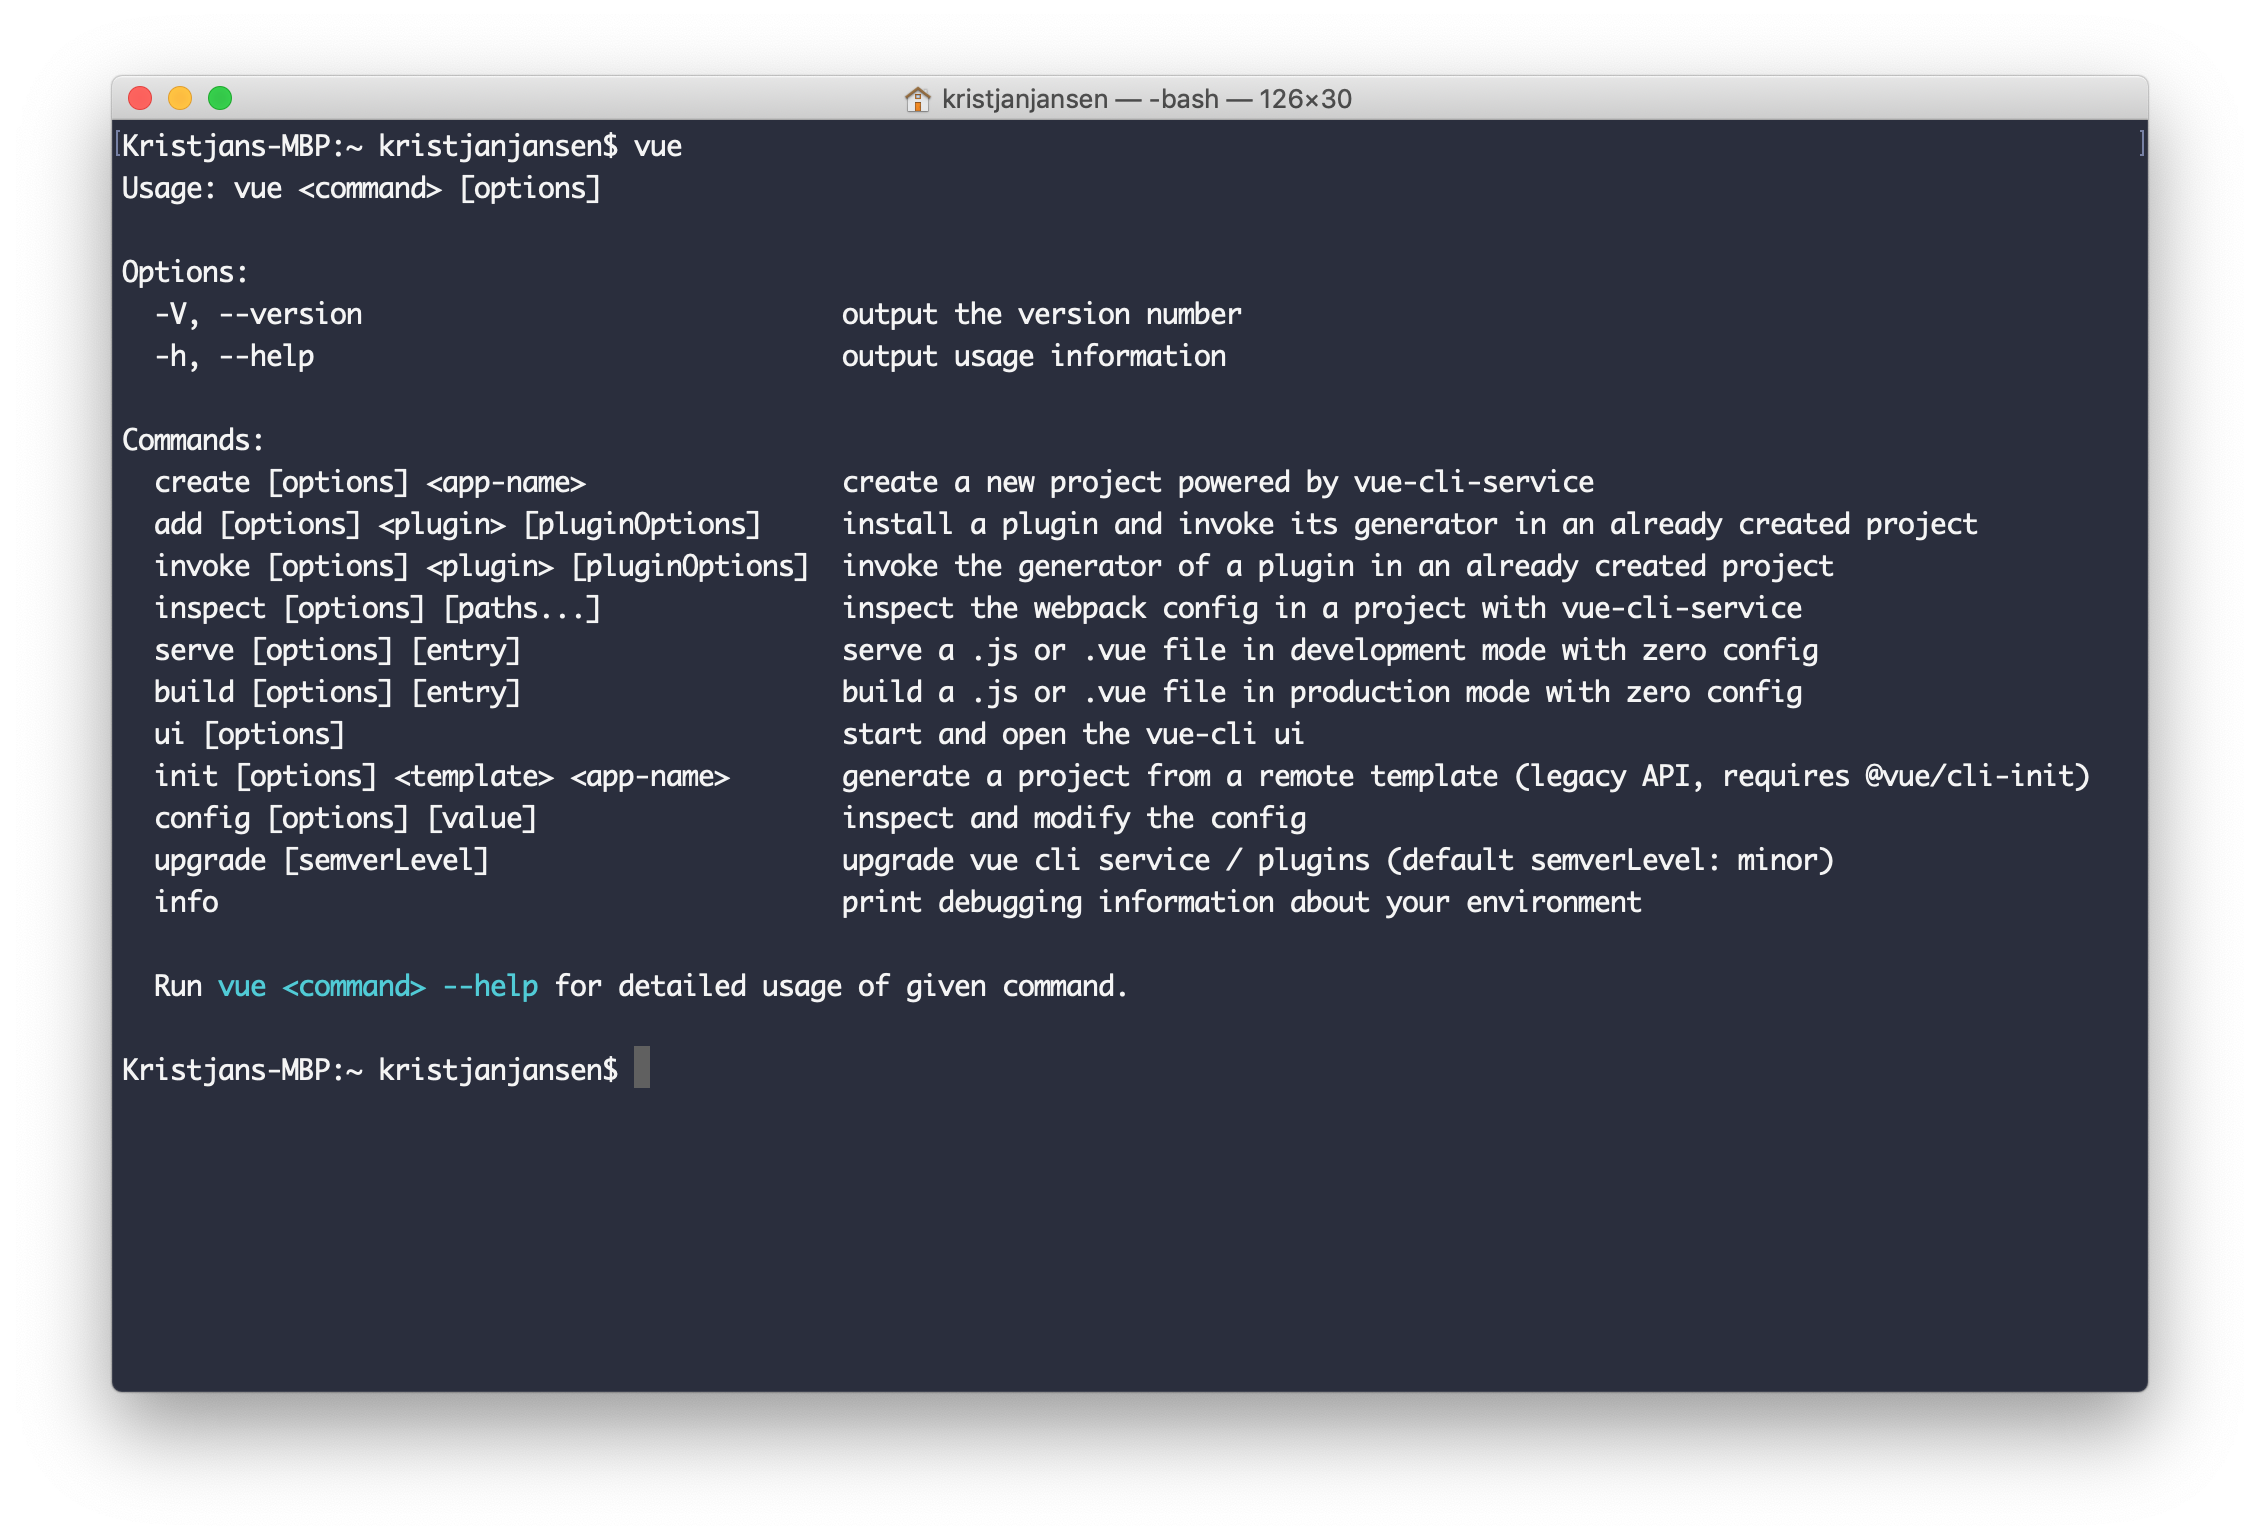 kristjanjansen — -bash — 126×30
Kristjans-MBP:~ kristjanjansen$ vue
Usage: vue <command> [options]

Options:
  -V, --version                              output the version number
  -h, --help                                 output usage information

Commands:
  create [options] <app-name>                create a new project powered by vue-cli-service
  add [options] <plugin> [pluginOptions]     install a plugin and invoke its generator in an already created project
  invoke [options] <plugin> [pluginOptions]  invoke the generator of a plugin in an already created project
  inspect [options] [paths...]               inspect the webpack config in a project with vue-cli-service
  serve [options] [entry]                    serve a .js or .vue file in development mode with zero config
  build [options] [entry]                    build a .js or .vue file in production mode with zero config
  ui [options]                               start and open the vue-cli ui
  init [options] <template> <app-name>       generate a project from a remote template (legacy API, requires @vue/cli-init)
  config [options] [value]                   inspect and modify the config
  upgrade [semverLevel]                      upgrade vue cli service / plugins (default semverLevel: minor)
  info                                       print debugging information about your environment

  Run vue <command> --help for detailed usage of given command.

Kristjans-MBP:~ kristjanjansen$